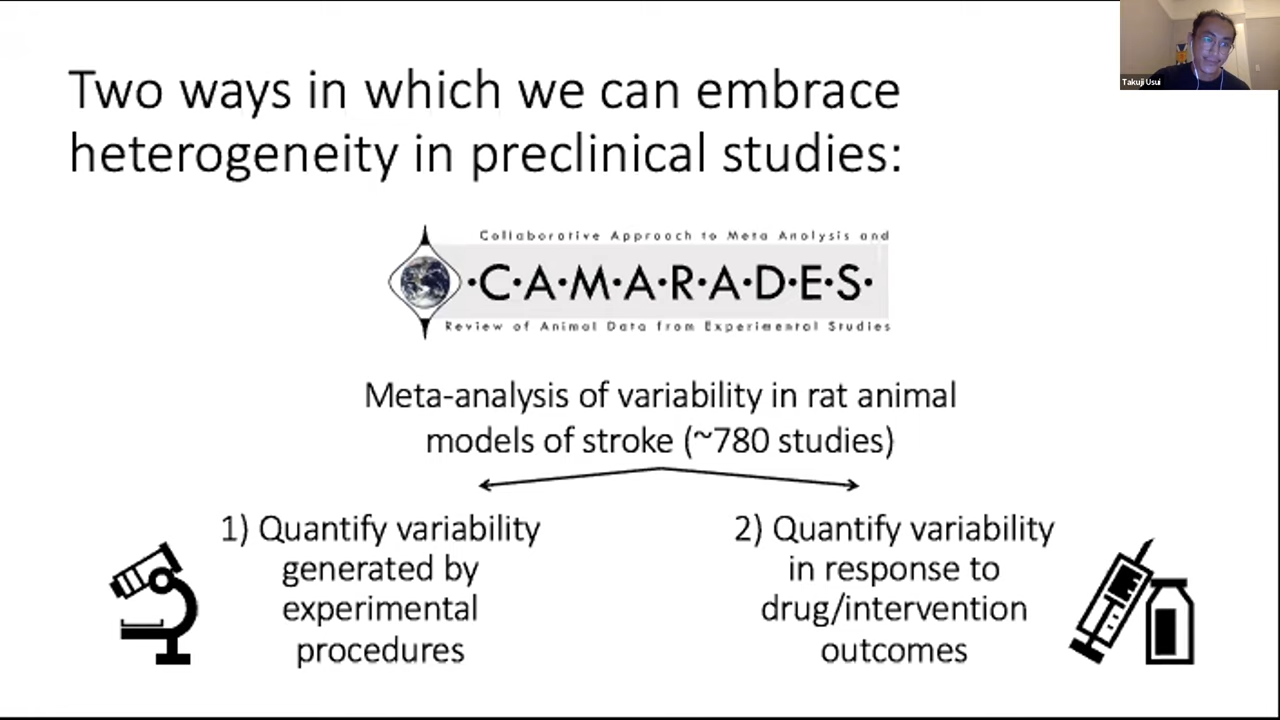 Takuji Usui
Two ways in which we can embrace
heterogeneity in preclinical studies:
Collaborative Approach to Meta Analysis and
·C·A·M·A·R·A·D·E·S·
Review of Animal Data from Experimental Studies
Meta-analysis of variability in rat animal
models of stroke (~780 studies)
1) Quantify variability
generated by
experimental
procedures
2) Quantify variability
in response to
drug/intervention
outcomes